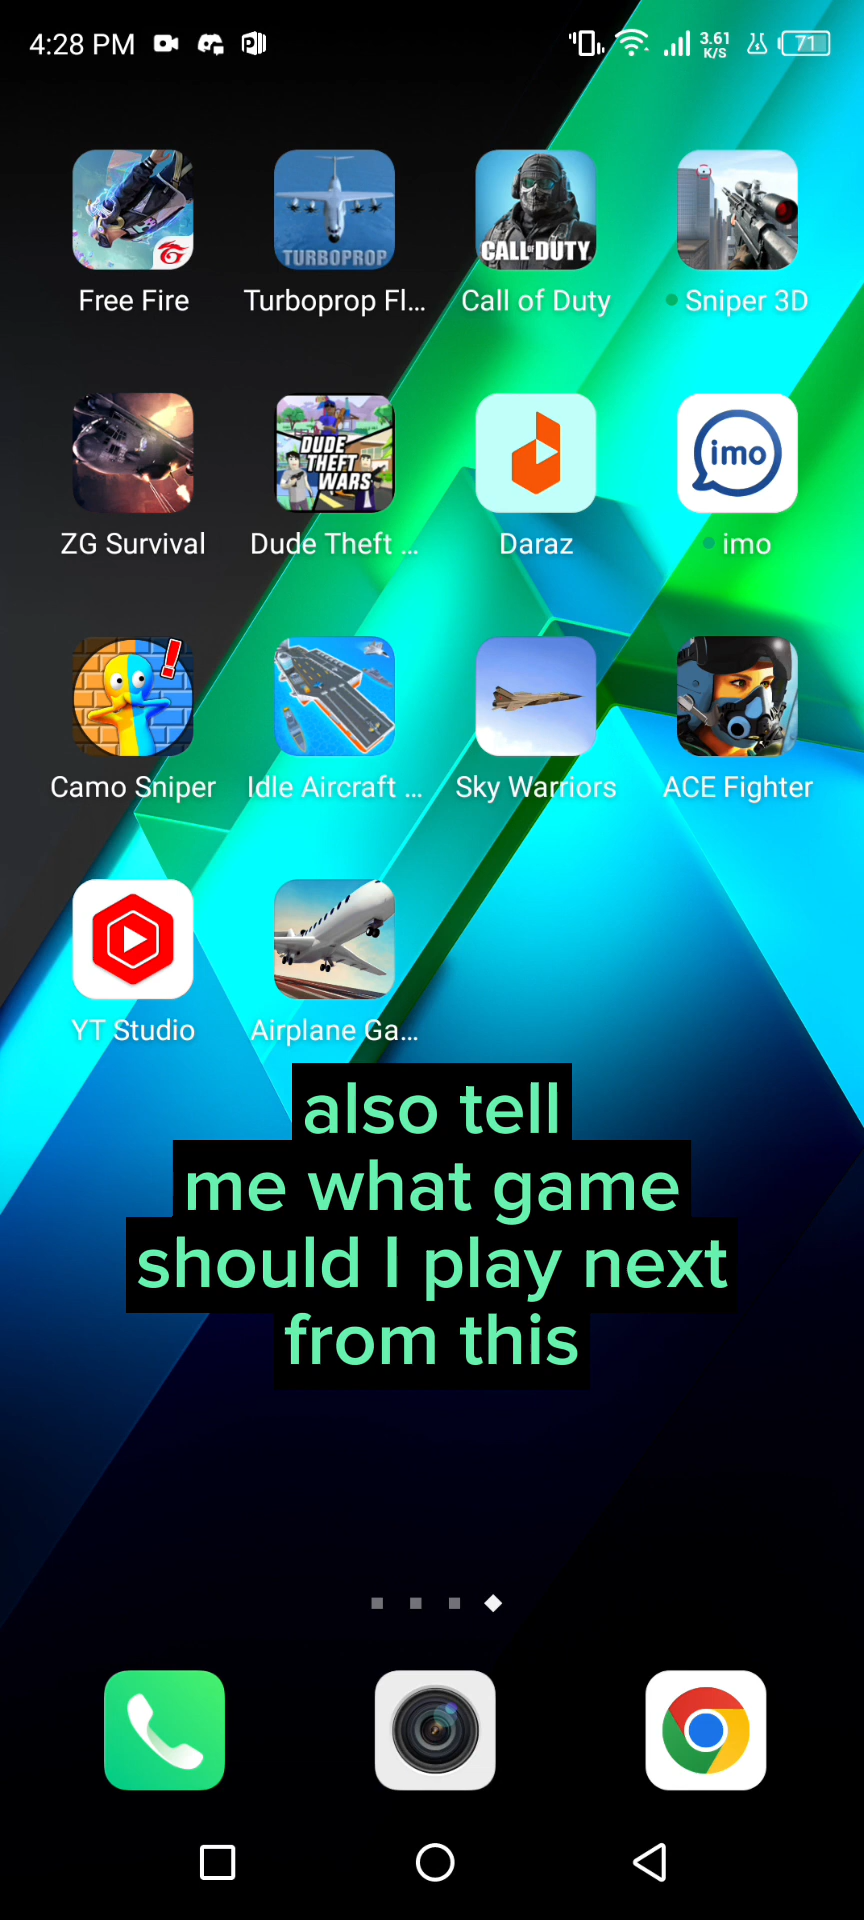 4:28 PM
3.61
K/S
71
TURBOPROP
CALL OF DUTY
Free Fire
Turboprop Fl...
Call of Duty
Sniper 3D
DUDE
THEFT
WARS
imo
ZG Survival
Dude Theft ...
Daraz
imo
Camo Sniper
Idle Aircraft ...
Sky Warriors
ACE Fighter
YT Studio
Airplane Ga...
also tell
me what game
should I play next
from this